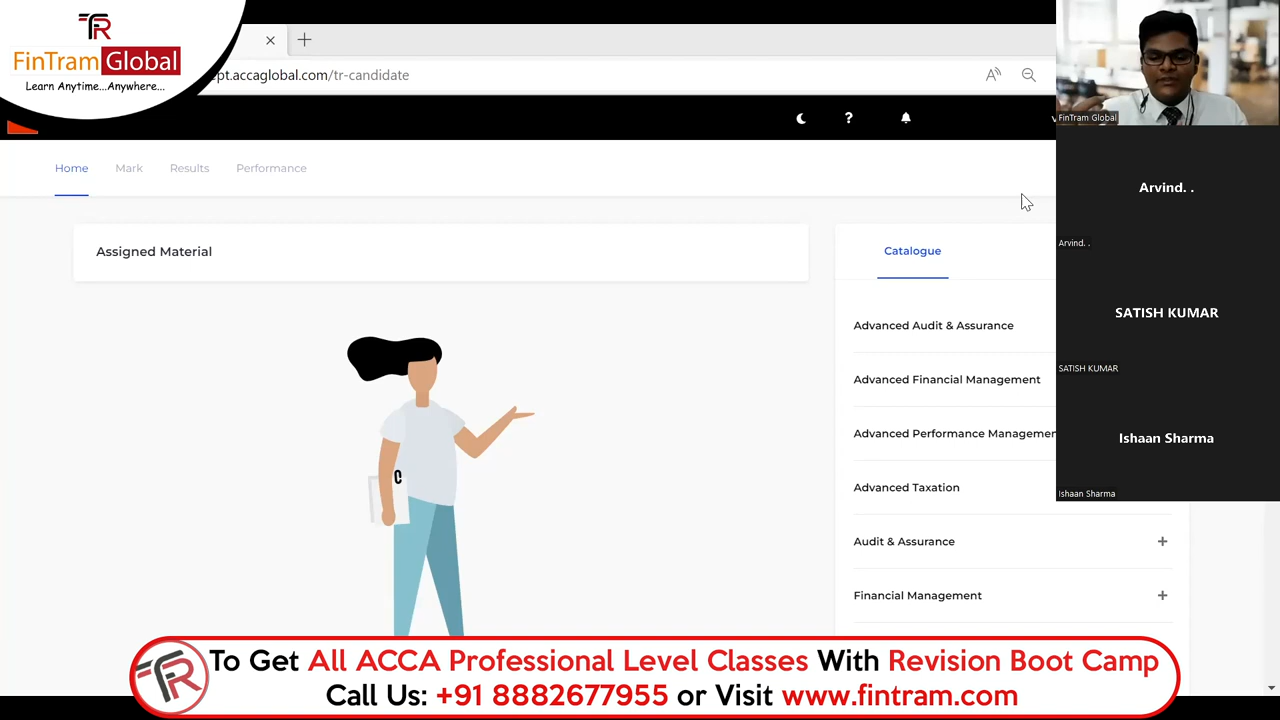 FinTram Global
Learn Anytime...Anywhere...
pt.accaglobal.com/tr-candidate
Home Mark Results Performance
Assigned Material
Catalogue
Advanced Audit & Assurance
Advanced Financial Management
Advanced Performance Managemen
Advanced Taxation
Audit & Assurance
Financial Management
FinTram Global
Arvind. .
Arvind. .
SATISH KUMAR
SATISH KUMAR
Ishaan Sharma
Ishaan Sharma
To Get All ACCA Professional Level Classes With Revision Boot Camp
Call Us: +91 8882677955 or Visit www.fintram.com